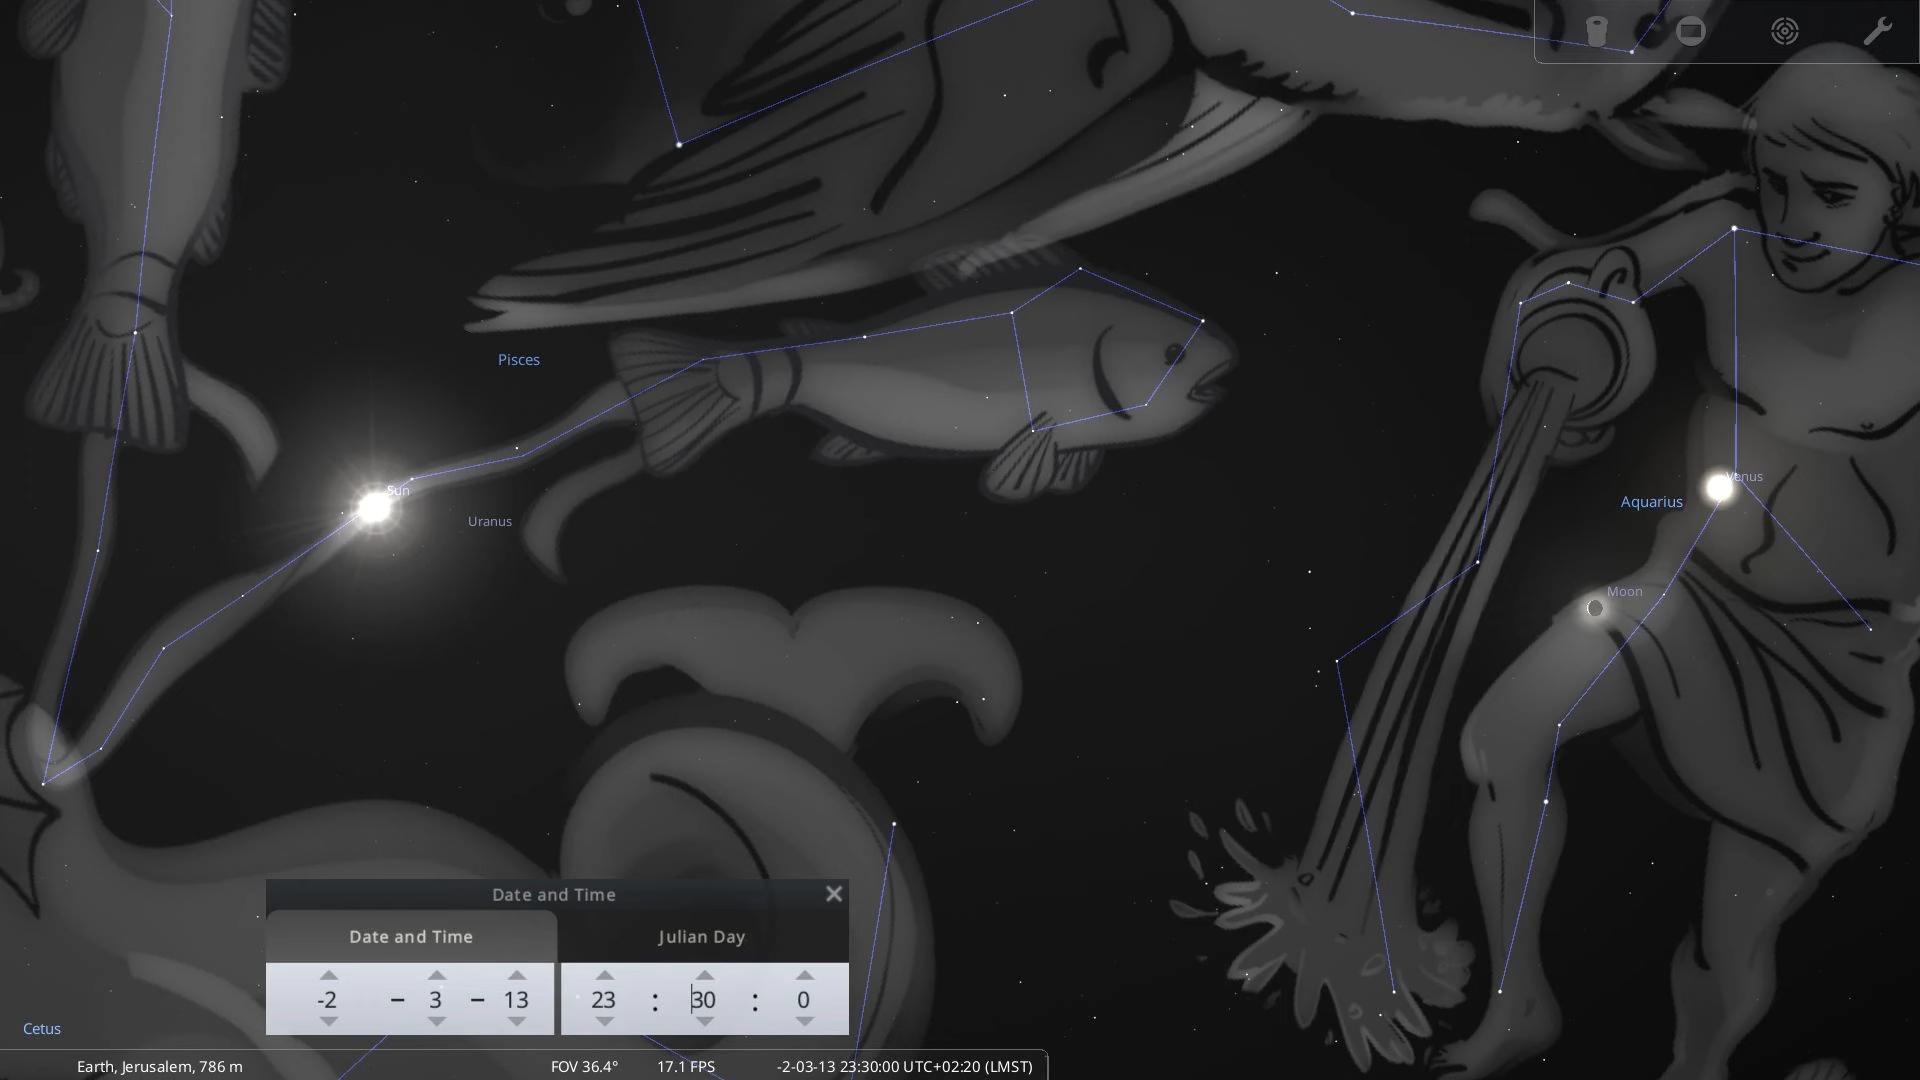 Pisces
Sun
Uranus
Venus
Aquarius
Moon
Date and Time
Date and Time Julian Day
-2 - 3 - 13 23 : 30 : 0
Cetus
Earth, Jerusalem, 786 m FOV 36.4° 17.1 FPS -2-03-13 23:30:00 UTC+02:20 (LMST)